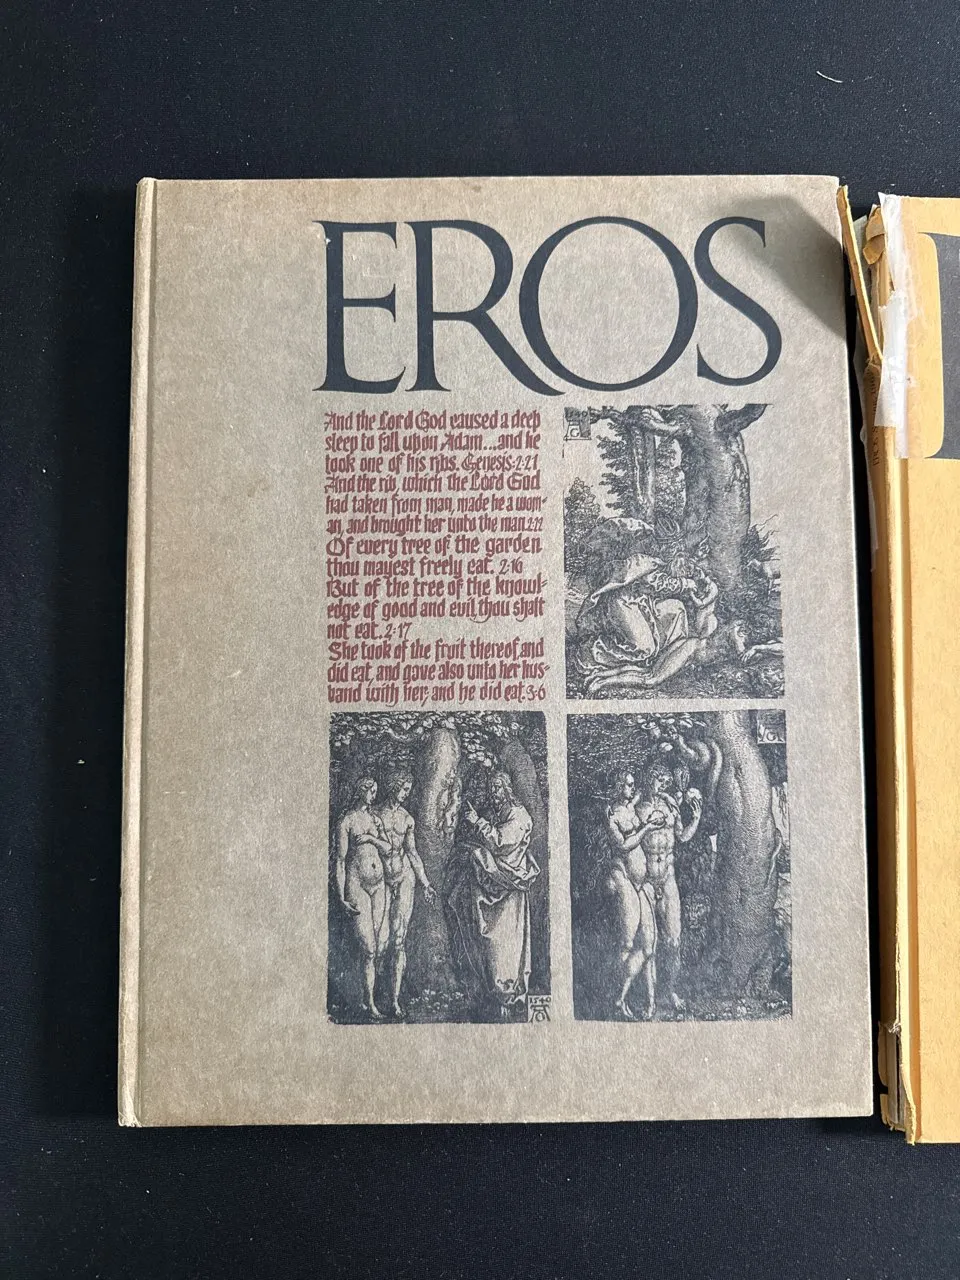 EROS
And the Lord God caused a deep
sleep to fall upon Adam...and he
took one of his ribs. Genesis:2:21
And the rib, which the Lord God
had taken from man, made he a wom-
an, and brought her unto the man.2:22
Of every tree of the garden
thou mayest freely eat. 2:16
But of the tree of the knowl-
edge of good and evil, thou shalt
not eat. 2:17
She took of the fruit thereof, and
did eat, and gave also unto her hus-
band with her; and he did eat. 3:6
1540
AG
EROS